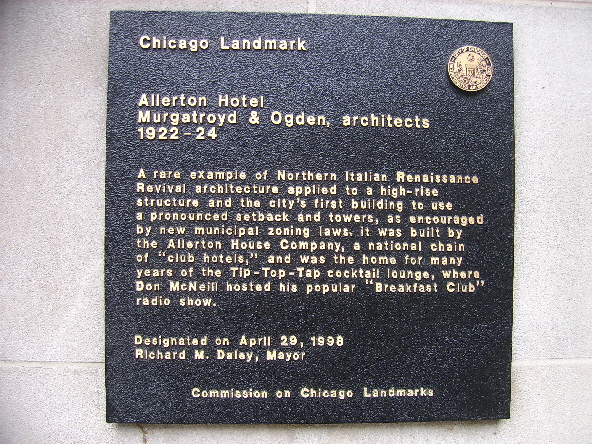 Chicago Landmark
Allerton Hotel
Murgatroyd & Ogden, architects
1922-24
A rare example of Northern Italian Renaissance
Revival architecture applied to a high-rise
structure and the city's first building to use
a pronounced setback and towers, as encouraged
by new municipal zoning laws. It was built by
the Allerton House Company, a national chain
of "club hotels," and was the home for many
years of the Tip-Top-Tap cocktail lounge, where
Don McNeill hosted his popular "Breakfast Club"
radio show.
Designated on April 29, 1998
Richard M. Daley, Mayor
Commission on Chicago Landmarks